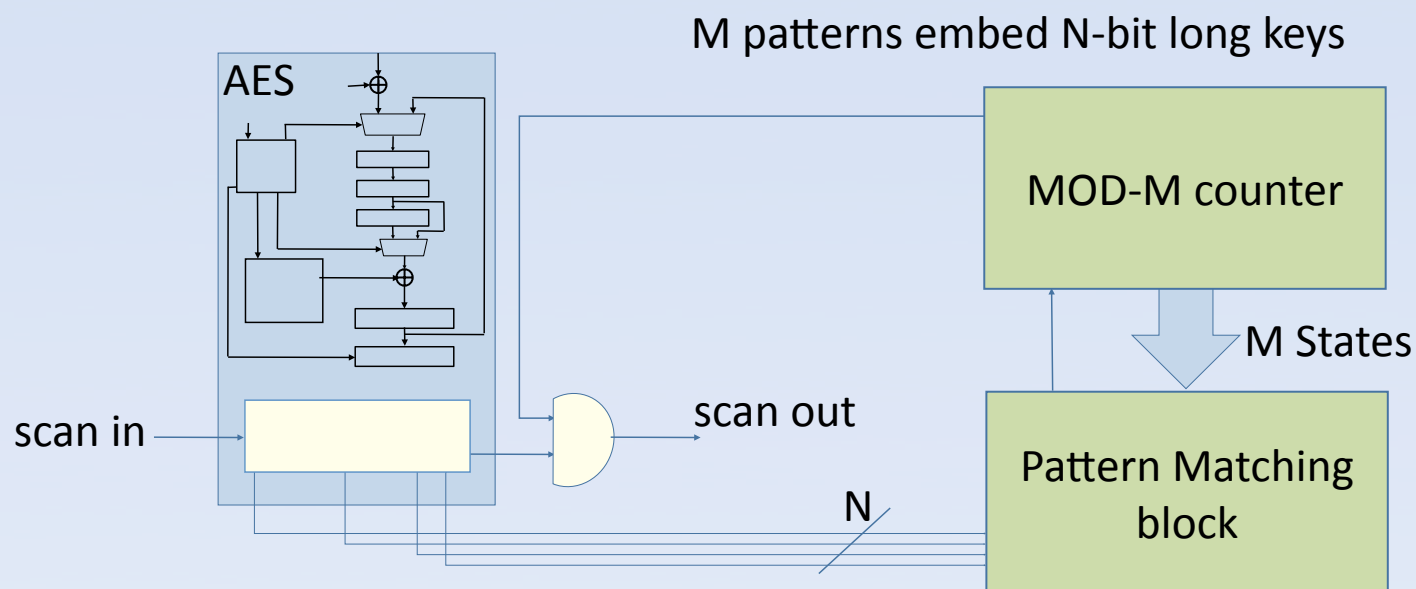 M patterns embed N-bit long keys
AES
MOD-M counter
M States
scan in
scan out
N
Pattern Matching
block